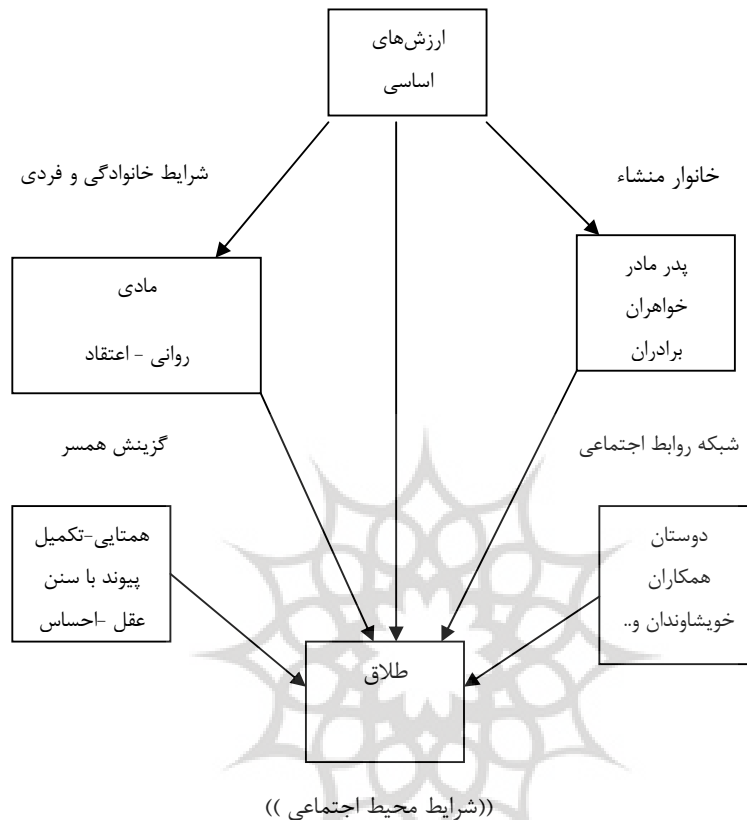 ارزش‌های
اساسی
خانوار منشاء
شرایط خانوادگی و فردی
پدر مادر
خواهران
برادران
مادی
روانی - اعتقاد
شبکه روابط اجتماعی
گزینش همسر
دوستان
همکاران
خویشاوندان و..
همتایی-تکمیل
پیوند با سنن
عقل -احساس
طلاق
((شرایط محیط اجتماعی ))